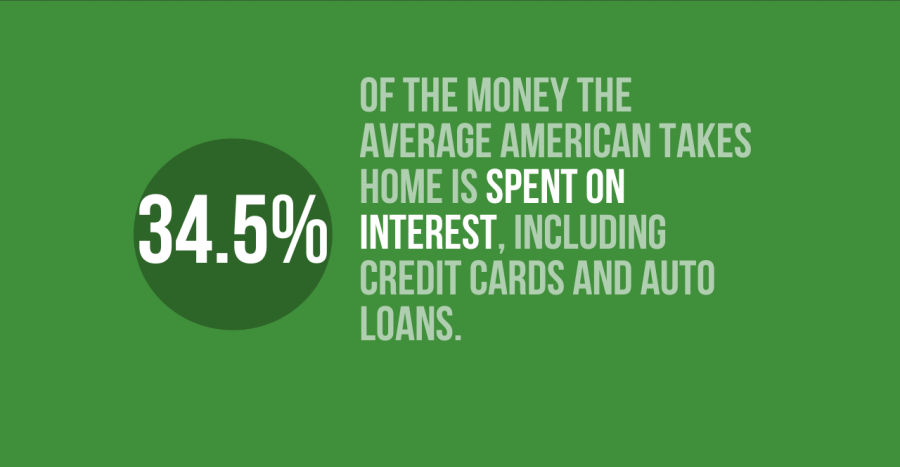 34.5%
OF THE MONEY THE
AVERAGE AMERICAN TAKES
HOME IS SPENT ON
INTEREST, INCLUDING
CREDIT CARDS AND AUTO
LOANS.